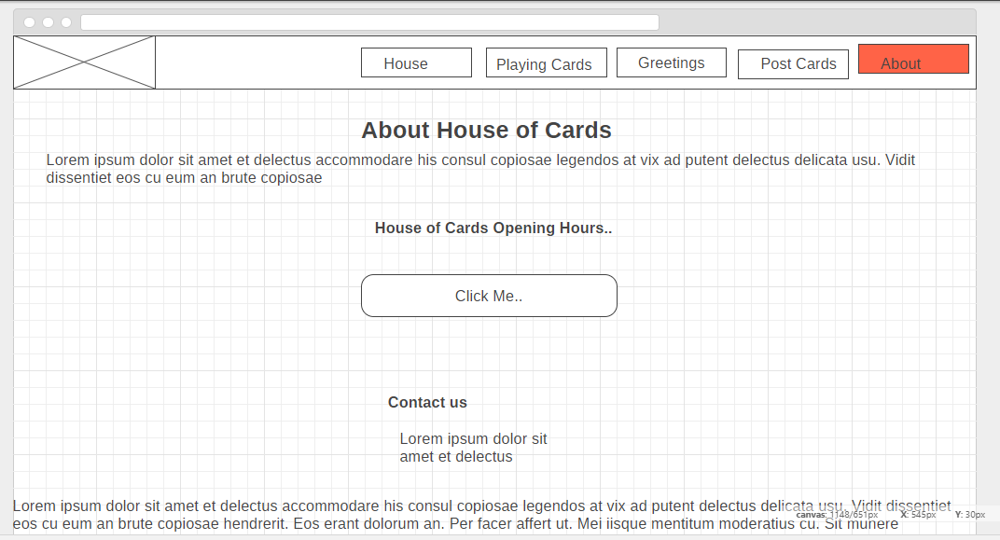 House
Playing Cards
Greetings
Post Cards
About
About House of Cards
Lorem ipsum dolor sit amet et delectus accommodare his consul copiosae legendos at vix ad putent delectus delicata usu. Vidit
dissentiet eos cu eum an brute copiosae
House of Cards Opening Hours..
Click Me..
Contact us
Lorem ipsum dolor sit
amet et delectus
Lorem ipsum dolor sit amet et delectus accommodare his consul copiosae legendos at vix ad putent delectus delicata usu. Vidit dissentiet
eos cu eum an brute copiosae hendrerit. Eos erant dolorum an. Per facer affert ut. Mei iisque mentitum moderatius cu. Sit munere
canvas: 1148/651px X: 545px Y: 30px